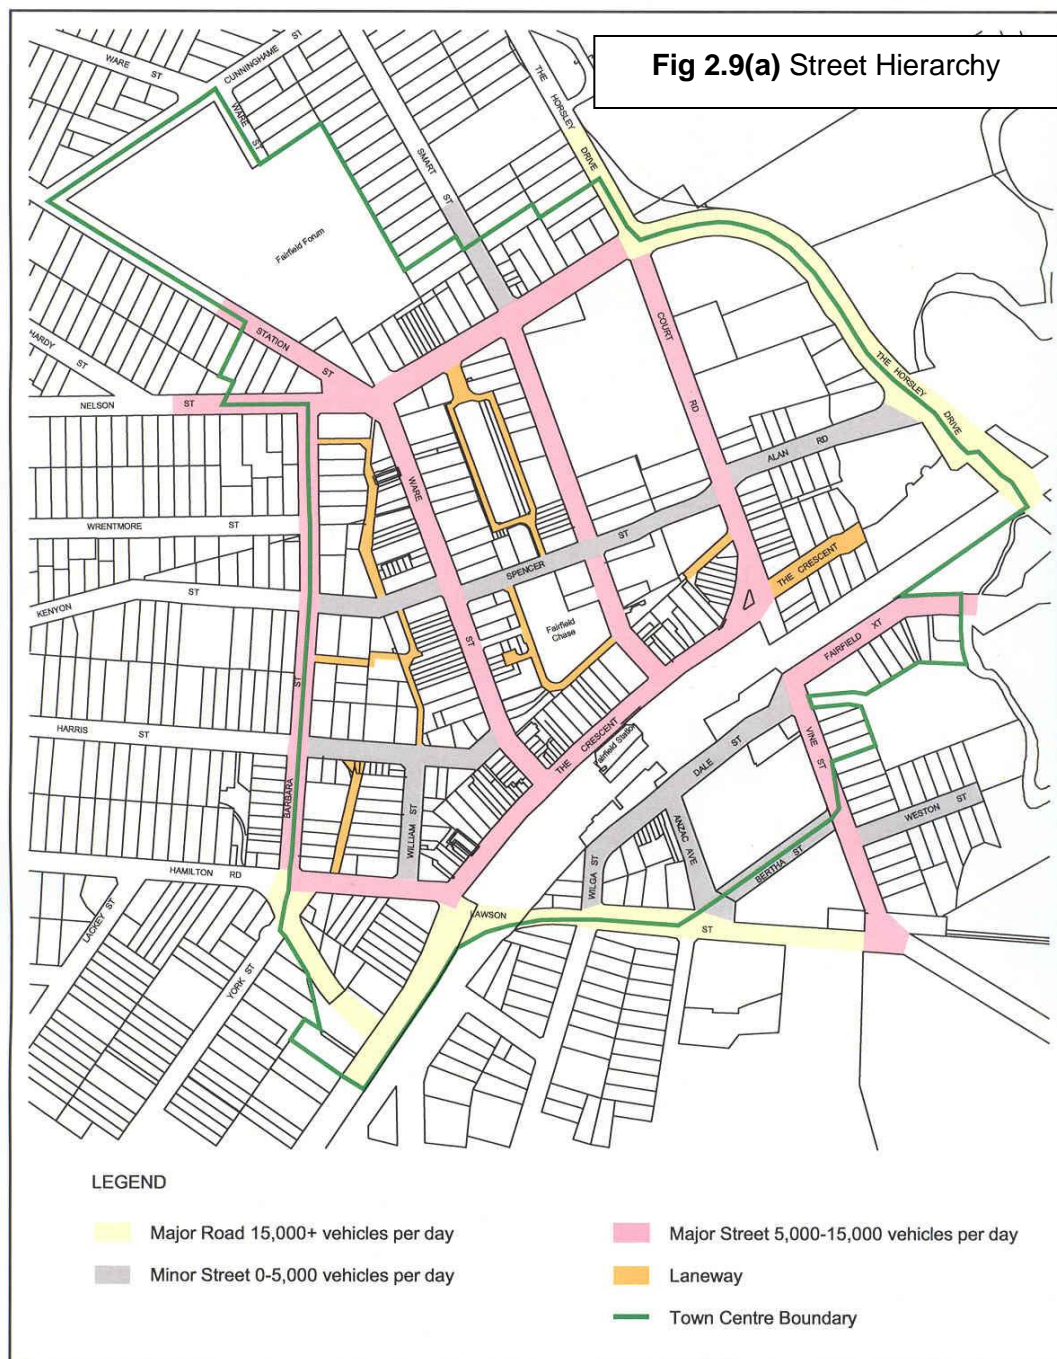 Fig 2.9(a) Street Hierarchy
WARE ST
CUNNINGHAME ST
WARE ST
SMART ST
THE HORSLEY DRIVE
Fairfield Forum
STATION ST
HARDY ST
NELSON ST
COURT RD
THE HORSLEY DRIVE
ALAN RD
WARE ST
WRENTMORE ST
SPENCER ST
THE CRESCENT
KENYON ST
Fairfield
Chase
FAIRFIELD XT
HARRIS ST
BARBARA ST
THE CRESCENT
Fairfield Station
DALE ST
VINE ST
WILLIAM ST
ANZAC AVE
WESTON ST
BERTHA ST
WILGA ST
HAMILTON RD
LACKEY ST
YORK ST
LAWSON ST
LEGEND
Major Road 15,000+ vehicles per day
Minor Street 0-5,000 vehicles per day
Major Street 5,000-15,000 vehicles per day
Laneway
Town Centre Boundary